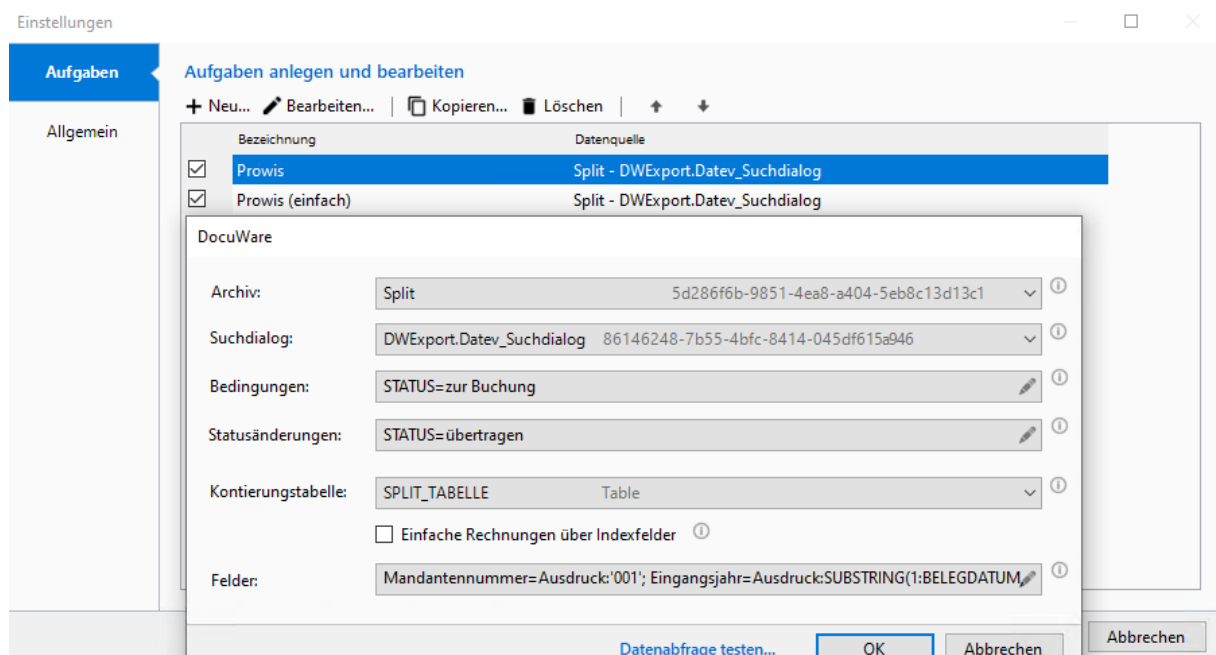 Einstellungen
Aufgaben
Allgemein
Aufgaben anlegen und bearbeiten
Neu... Bearbeiten... Kopieren... Löschen
Bezeichnung Datenquelle
Prowis Split - DWExport.Datev_Suchdialog
Prowis (einfach) Split - DWExport.Datev_Suchdialog
DocuWare
Archiv: Split 5d286f6b-9851-4ea8-a404-5eb8c13d13c1
Suchdialog: DWExport.Datev_Suchdialog 86146248-7b55-4bfc-8414-045df615a946
Bedingungen: STATUS=zur Buchung
Statusänderungen: STATUS=übertragen
Kontierungstabelle: SPLIT_TABELLE Table
Einfache Rechnungen über Indexfelder
Felder: Mandantennummer=Ausdruck:'001'; Eingangsjahr=Ausdruck:SUBSTRING(1:BELEGDATUM,
Datenabfrage testen... OK Abbrechen
Abbrechen